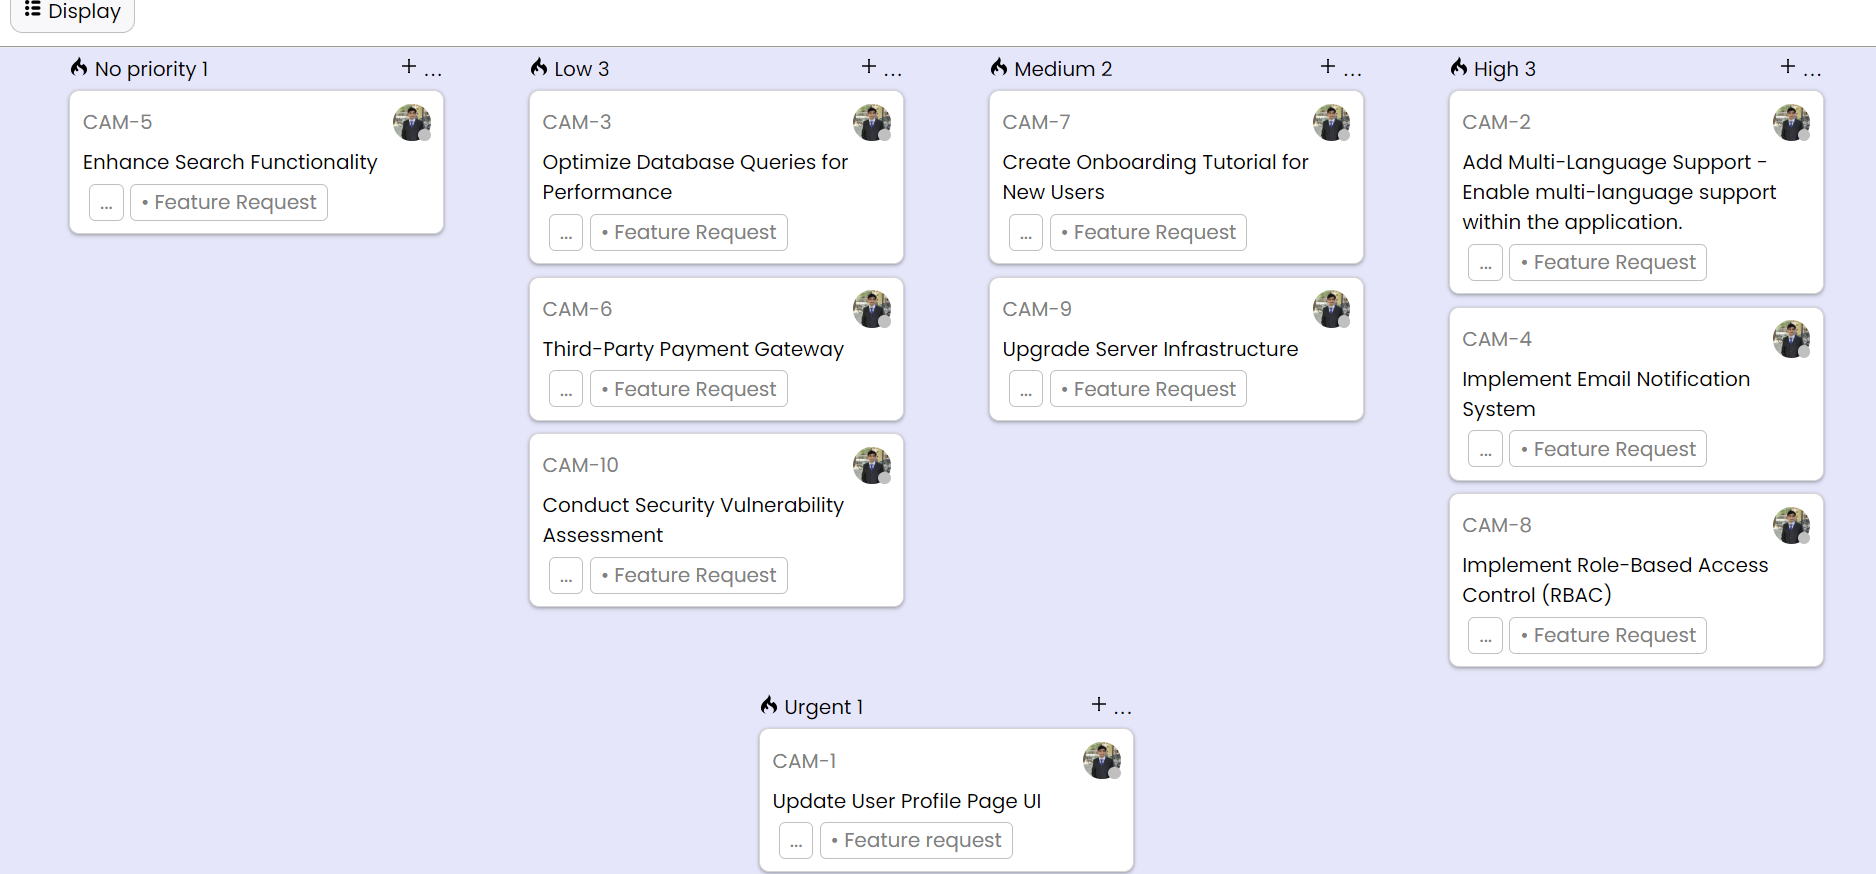 Display
No priority 1 + ...
CAM-5
Enhance Search Functionality
... • Feature Request
Low 3 + ...
CAM-3
Optimize Database Queries for
Performance
... • Feature Request
CAM-6
Third-Party Payment Gateway
... • Feature Request
CAM-10
Conduct Security Vulnerability
Assessment
... • Feature Request
Medium 2 + ...
CAM-7
Create Onboarding Tutorial for
New Users
... • Feature Request
CAM-9
Upgrade Server Infrastructure
... • Feature Request
High 3 + ...
CAM-2
Add Multi-Language Support -
Enable multi-language support
within the application.
... • Feature Request
CAM-4
Implement Email Notification
System
... • Feature Request
CAM-8
Implement Role-Based Access
Control (RBAC)
... • Feature Request
Urgent 1 + ...
CAM-1
Update User Profile Page UI
... • Feature request